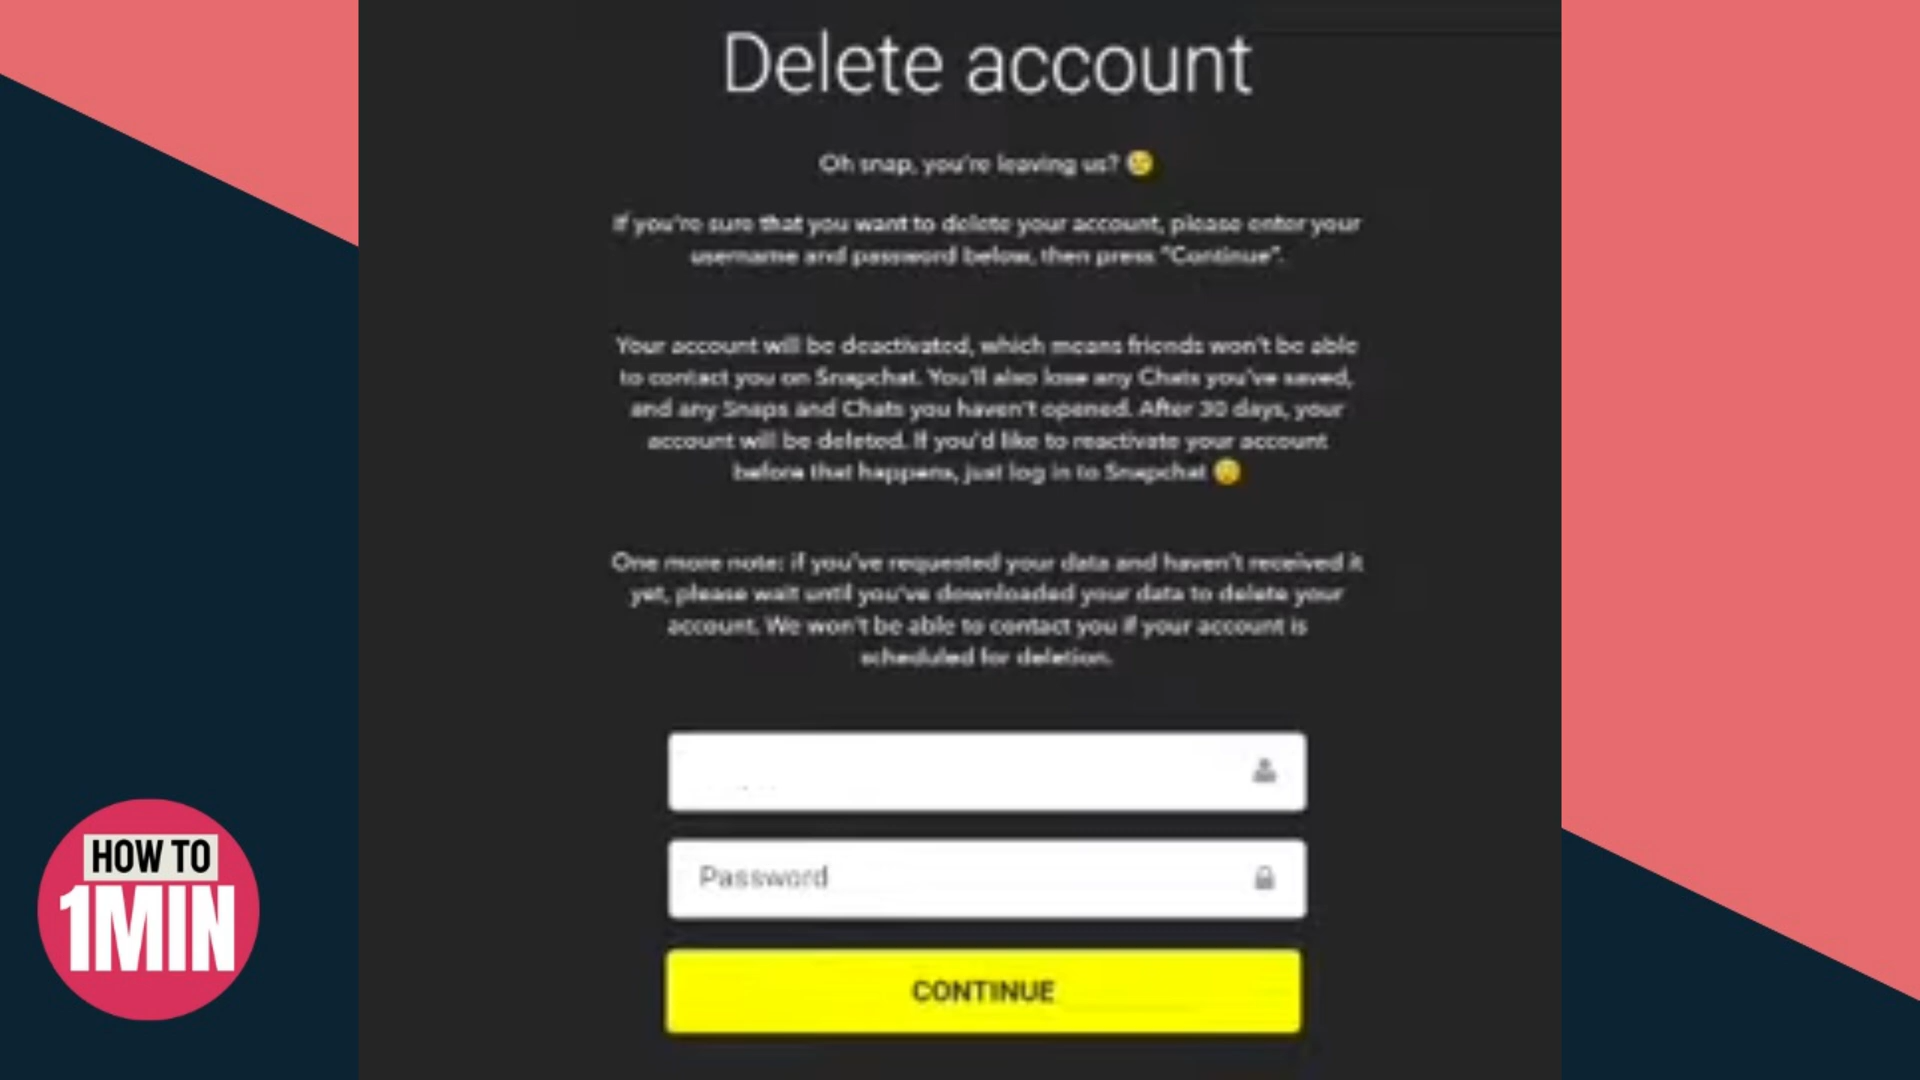 Delete account
Oh snap, you're leaving us? 😢
If you're sure that you want to delete your account, please enter your
username and password below, then press "Continue".
Your account will be deactivated, which means friends won't be able
to contact you on Snapchat. You'll also lose any Chats you've saved,
and any Snaps and Chats you haven't opened. After 30 days, your
account will be deleted. If you'd like to reactivate your account
before that happens, just log in to Snapchat 🙂
One more note: if you've requested your data and haven't received it
yet, please wait until you've downloaded your data to delete your
account. We won't be able to contact you if your account is
scheduled for deletion.
Password
CONTINUE
HOW TO
1MIN